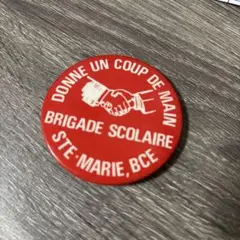 DONNE UN COUP DE MAIN
BRIGADE SCOLAIRE
STE-MARIE, BCE